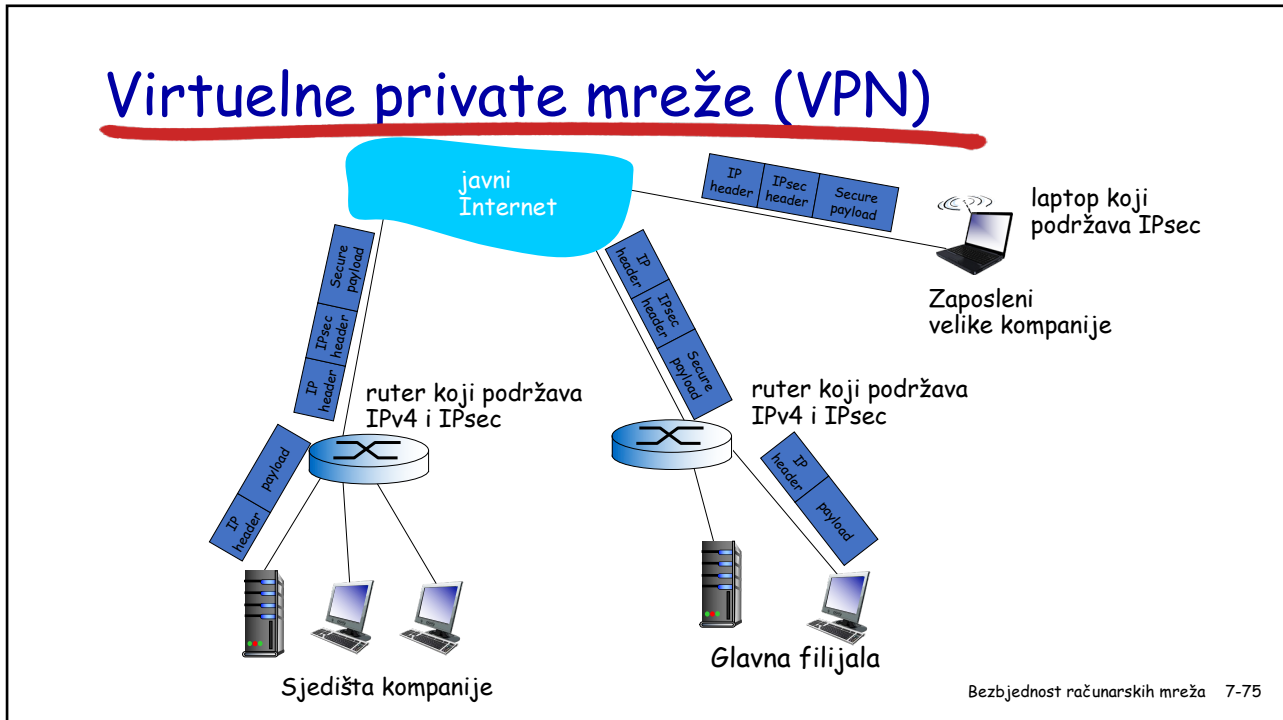 Virtuelne private mreže (VPN)
javni
Internet
IP
header
IPsec
header
Secure
payload
laptop koji
podržava IPsec
Zaposleni
velike kompanije
Secure
payload
IPsec
header
IP
header
IP
header
IPsec
header
Secure
payload
ruter koji podržava
IPv4 i IPsec
ruter koji podržava
IPv4 i IPsec
IP
header
payload
IP
header
payload
Sjedišta kompanije
Glavna filijala
Bezbjednost računarskih mreža 7-75